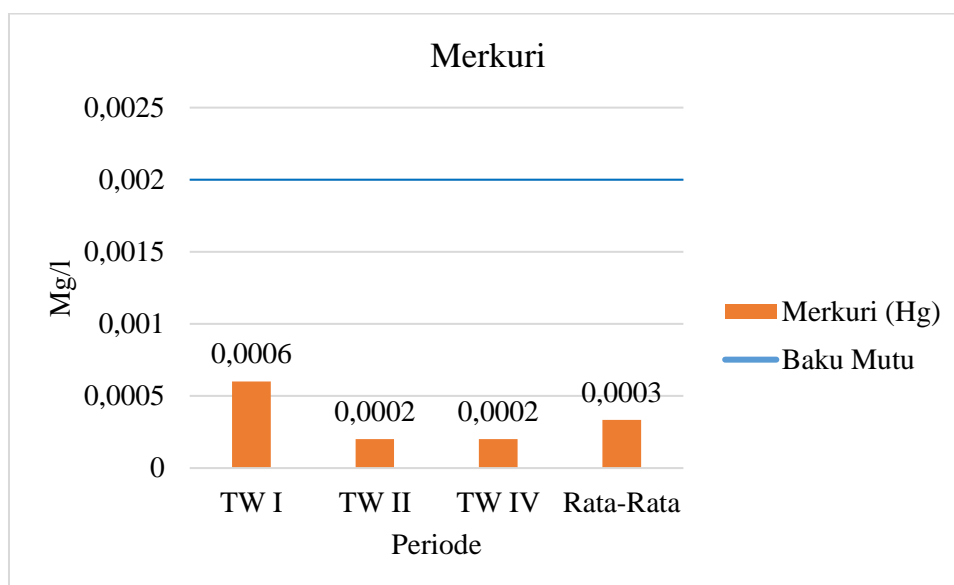 Merkuri
0,0025
0,002
0,0015
0,001
0,0005
0
Mg/l
0,0006
0,0002
0,0002
0,0003
TW I
TW II
TW IV
Rata-Rata
Periode
Merkuri (Hg)
Baku Mutu